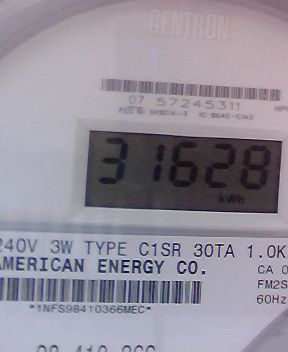 CENTRON®
07 57245311
31628
kWh
240V 3W TYPE C1SR 30TA 1.0K
AMERICAN ENERGY CO.
CA 0
FM2S
60Hz
*1NFS98410366MEC*